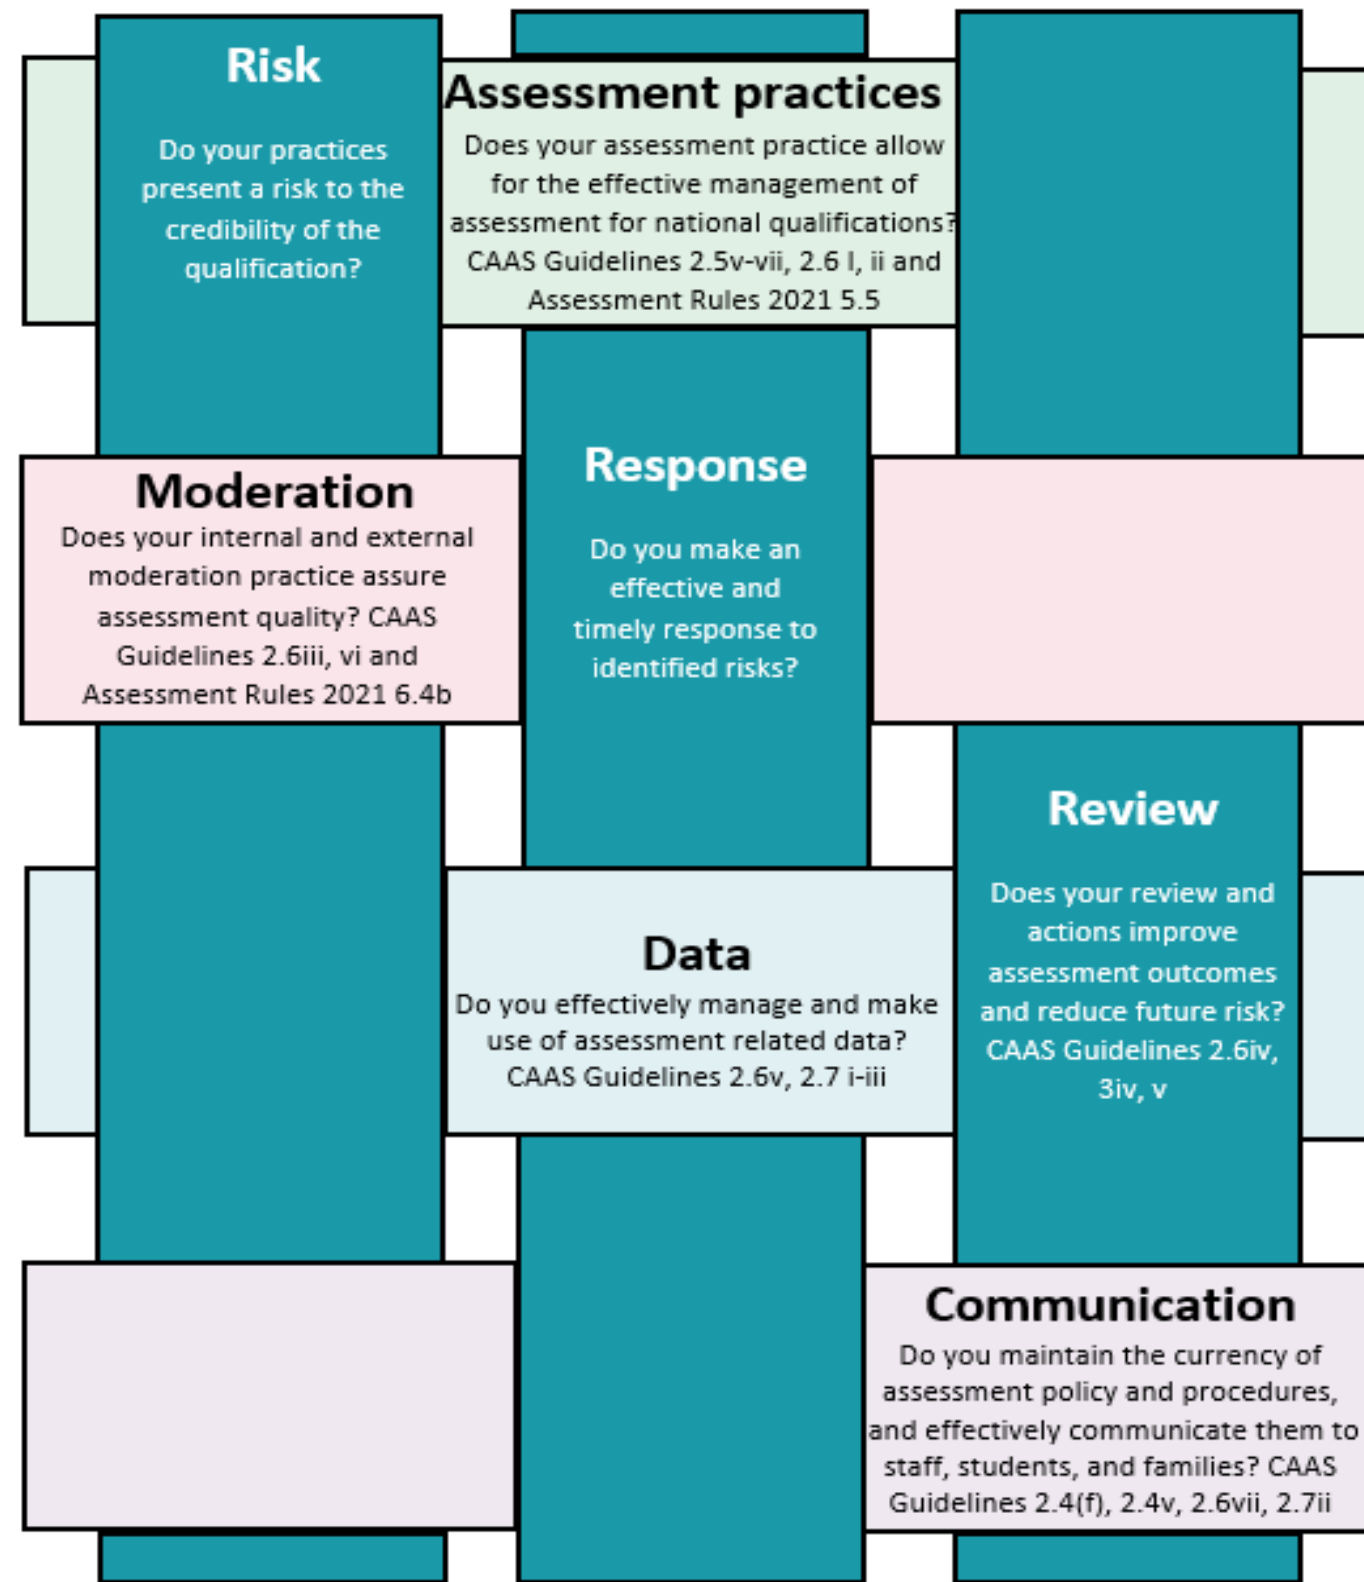 Risk
Do your practices
present a risk to the
credibility of the
qualification?
Assessment practices
Does your assessment practice allow
for the effective management of
assessment for national qualifications?
CAAS Guidelines 2.5v-vii, 2.6 I, ii and
Assessment Rules 2021 5.5
Moderation
Does your internal and external
moderation practice assure
assessment quality? CAAS
Guidelines 2.6iii, vi and
Assessment Rules 2021 6.4b
Response
Do you make an
effective and
timely response to
identified risks?
Data
Do you effectively manage and make
use of assessment related data?
CAAS Guidelines 2.6v, 2.7 i-iii
Review
Does your review and
actions improve
assessment outcomes
and reduce future risk?
CAAS Guidelines 2.6iv,
3iv, v
Communication
Do you maintain the currency of
assessment policy and procedures,
and effectively communicate them to
staff, students, and families? CAAS
Guidelines 2.4(f), 2.4v, 2.6vii, 2.7ii